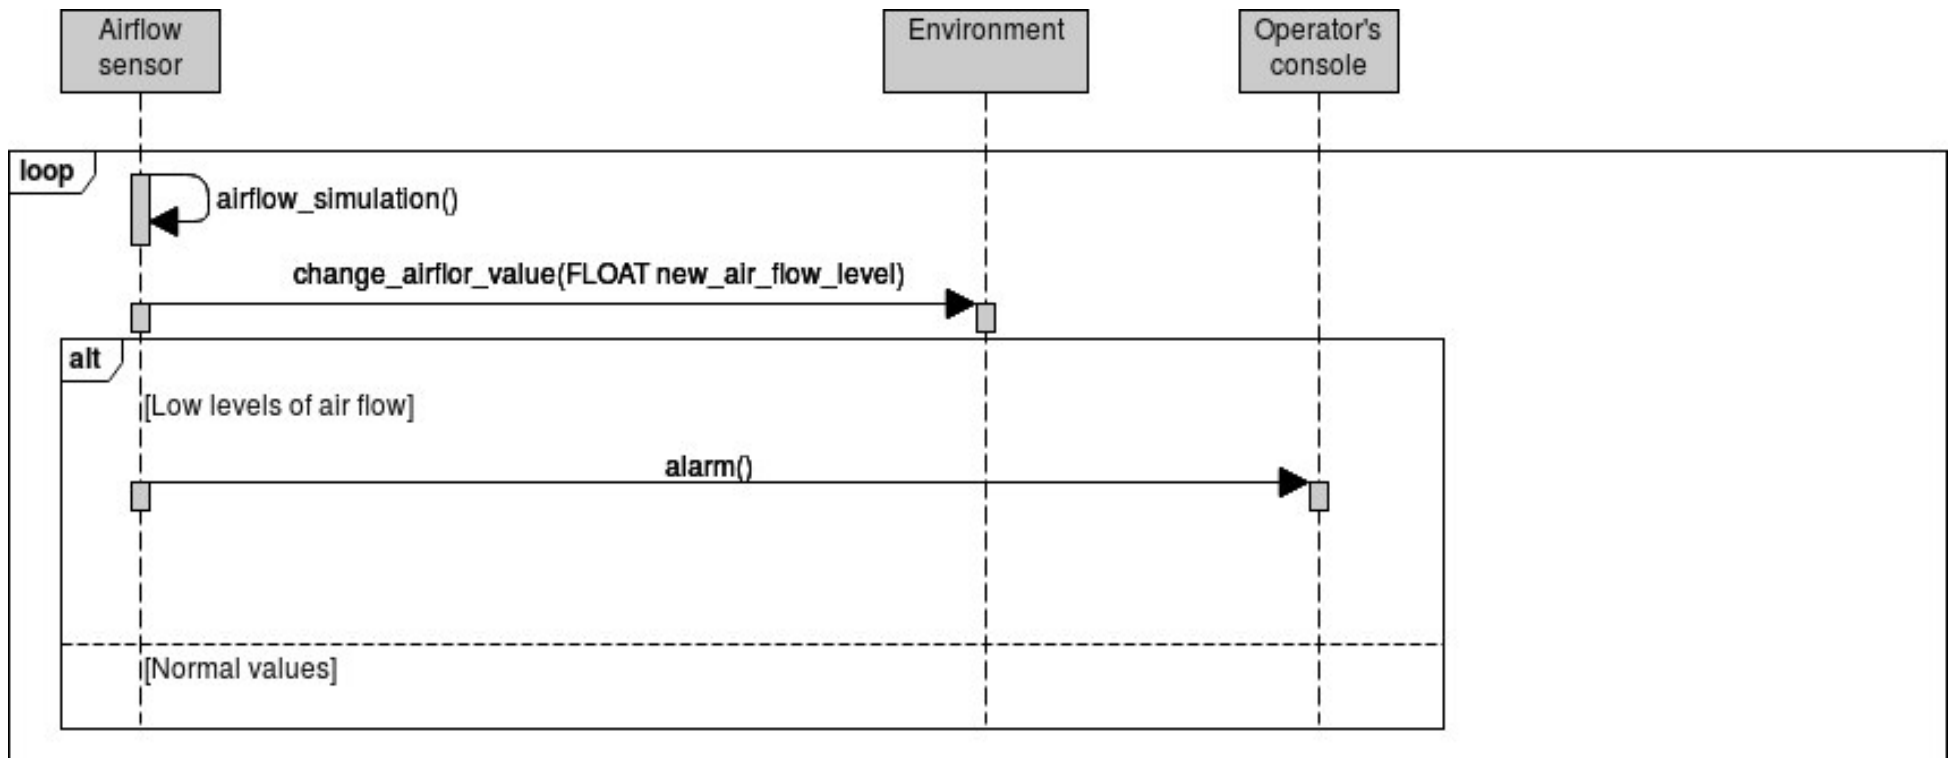 Airflow
sensor
Environment
Operator's
console
loop
airflow_simulation()
change_airflor_value(FLOAT new_air_flow_level)
alt
[Low levels of air flow]
alarm()
[Normal values]